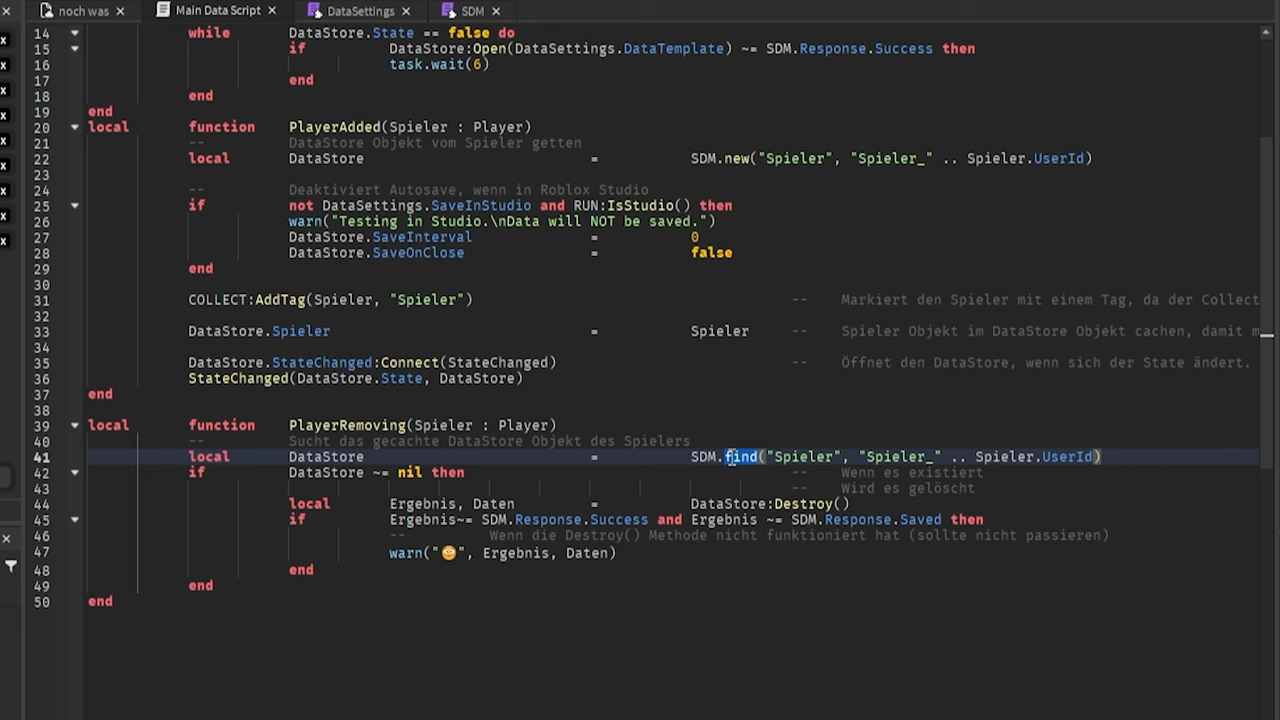 noch was
Main Data Script
DataSettings
SDM
14 while DataStore.State == false do
15 if DataStore:Open(DataSettings.DataTemplate) ~= SDM.Response.Success then
16 task.wait(6)
17 end
18 end
19 end
20 local function PlayerAdded(Spieler : Player)
21 -- DataStore Objekt vom Spieler getten
22 local DataStore = SDM.new("Spieler", "Spieler_" .. Spieler.UserId)
23
24 -- Deaktiviert Autosave, wenn in Roblox Studio
25 if not DataSettings.SaveInStudio and RUN:IsStudio() then
26 warn("Testing in Studio.\nData will NOT be saved.")
27 DataStore.SaveInterval = 0
28 DataStore.SaveOnClose = false
29 end
30
31 COLLECT:AddTag(Spieler, "Spieler") -- Markiert den Spieler mit einem Tag, da der Collect
32
33 DataStore.Spieler = Spieler -- Spieler Objekt im DataStore Objekt cachen, damit m
34
35 DataStore.StateChanged:Connect(StateChanged) -- Öffnet den DataStore, wenn sich der State ändert.
36 StateChanged(DataStore.State, DataStore)
37 end
38
39 local function PlayerRemoving(Spieler : Player)
40 -- Sucht das gecachte DataStore Objekt des Spielers
41 local DataStore = SDM.find("Spieler", "Spieler_" .. Spieler.UserId)
42 if DataStore ~= nil then -- Wenn es existiert
43 -- Wird es gelöscht
44 local Ergebnis, Daten = DataStore:Destroy()
45 if Ergebnis~= SDM.Response.Success and Ergebnis ~= SDM.Response.Saved then
46 -- Wenn die Destroy() Methode nicht funktioniert hat (sollte nicht passieren)
47 warn("😳", Ergebnis, Daten)
48 end
49 end
50 end